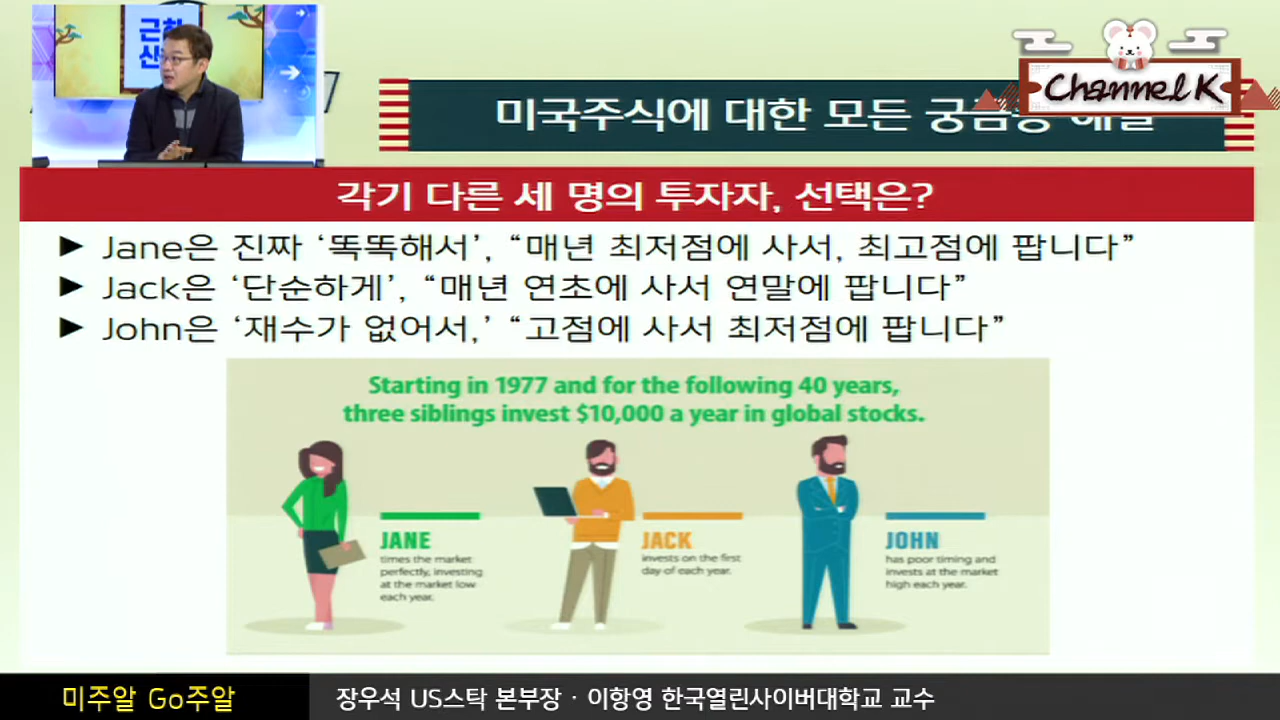 근하
신
Channel K
미국주식에 대한 모든 궁금증 해결
각기 다른 세 명의 투자자, 선택은?
▶ Jane은 진짜 ‘똑똑해서’, “매년 최저점에 사서, 최고점에 팝니다”
▶ Jack은 ‘단순하게’, “매년 연초에 사서 연말에 팝니다”
▶ John은 ‘재수가 없어서,’ “고점에 사서 최저점에 팝니다”
Starting in 1977 and for the following 40 years,
three siblings invest $10,000 a year in global stocks.
JANE
times the market
perfectly, investing
at the market low
each year.
JACK
invests on the first
day of each year.
JOHN
has poor timing and
invests at the market
high each year.
미주알 Go주알
장우석 US스탁 본부장 · 이항영 한국열린사이버대학교 교수